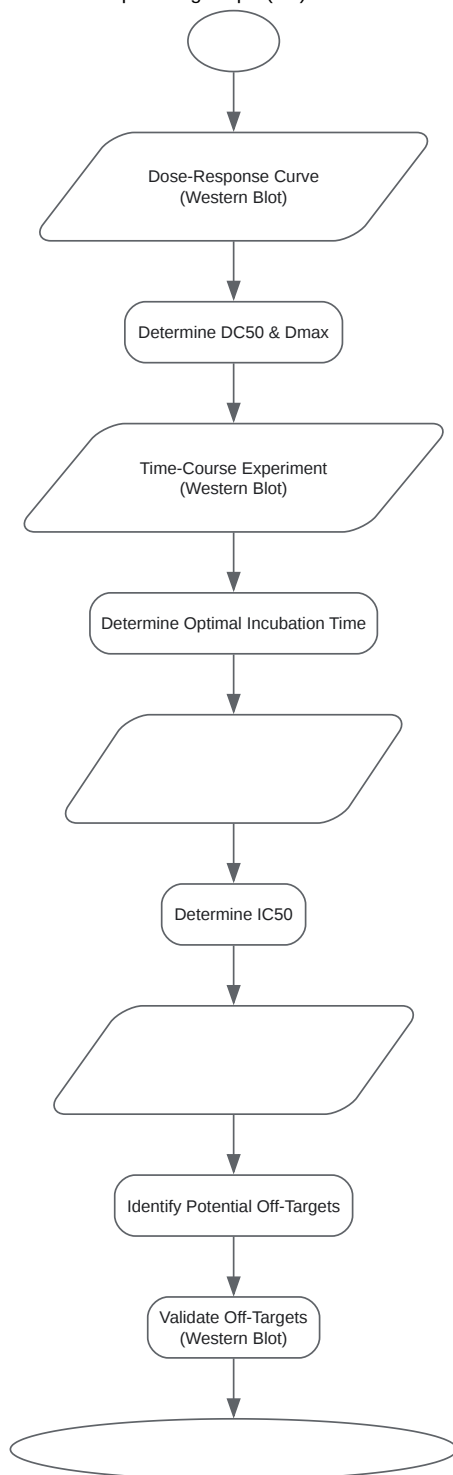 Dose-Response Curve
(Western Blot)
Determine DC50 & Dmax
Time-Course Experiment
(Western Blot)
Determine Optimal Incubation Time
Determine IC50
Identify Potential Off-Targets
Validate Off-Targets
(Western Blot)